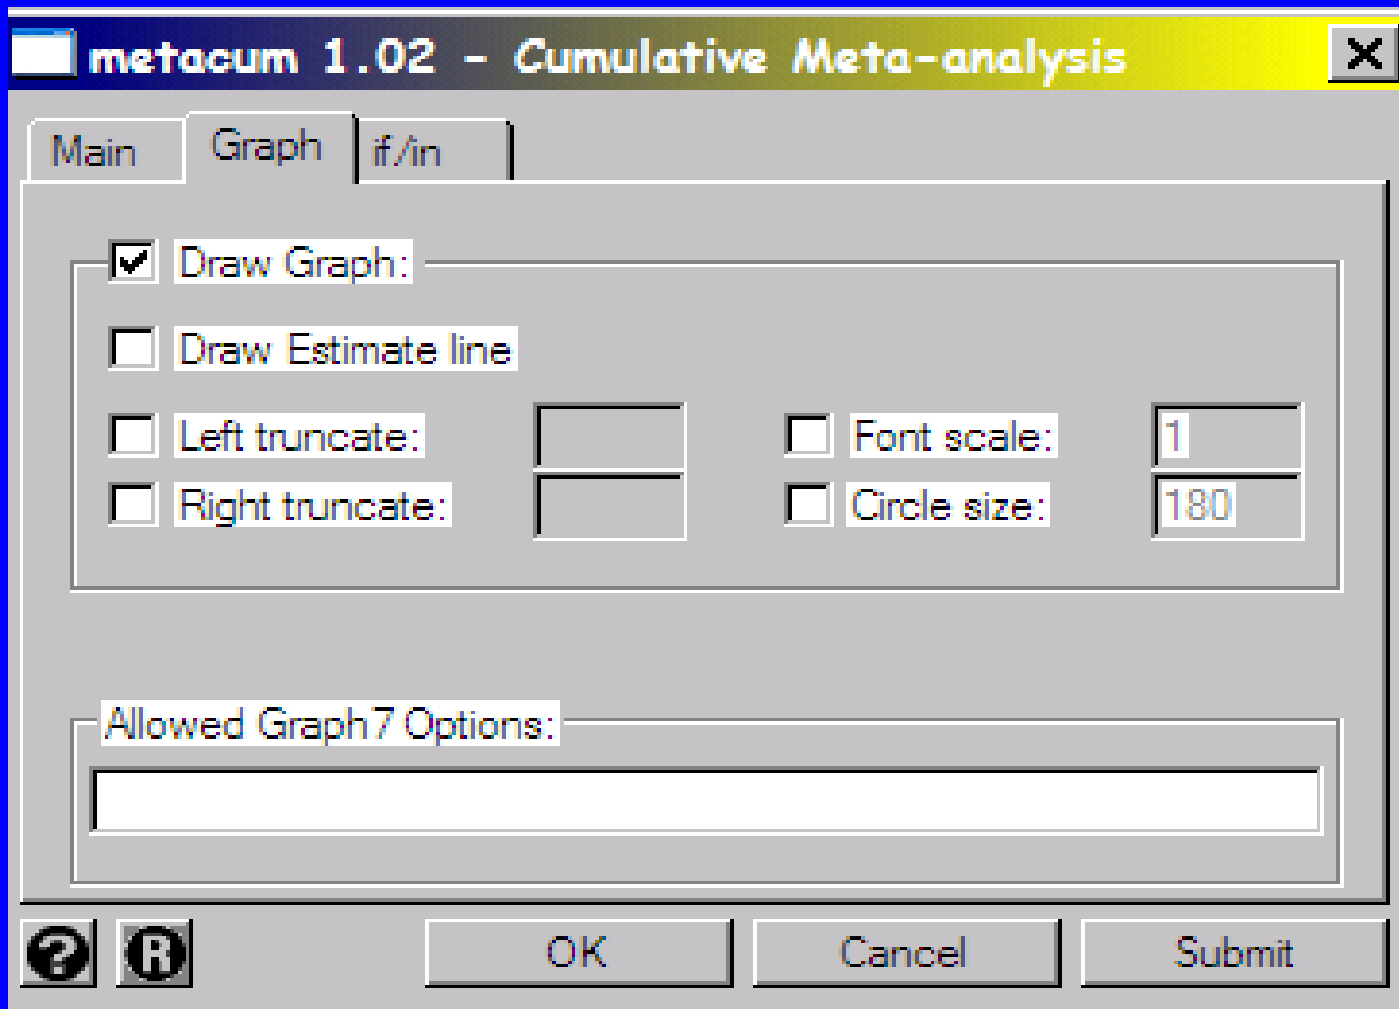 metacum 1.02 - Cumulative Meta-analysis
Main Graph if/in
Draw Graph:
Draw Estimate line
Left truncate: Font scale: 1
Right truncate: Circle size: 180
Allowed Graph7 Options:
? R OK Cancel Submit